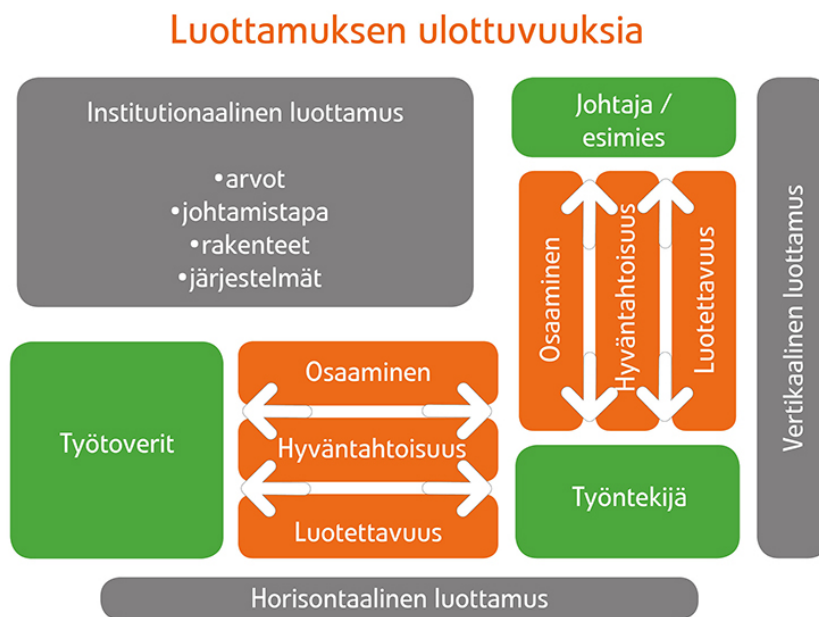 Luottamuksen ulottuvuuksia
Institutionaalinen luottamus
•arvot
•johtamistapa
•rakenteet
•järjestelmät
Johtaja /
esimies
Osaaminen
Hyväntahtoisuus
Luotettavuus
Vertikaalinen luottamus
Työtoverit
Osaaminen
Hyväntahtoisuus
Luotettavuus
Työntekijä
Horisontaalinen luottamus